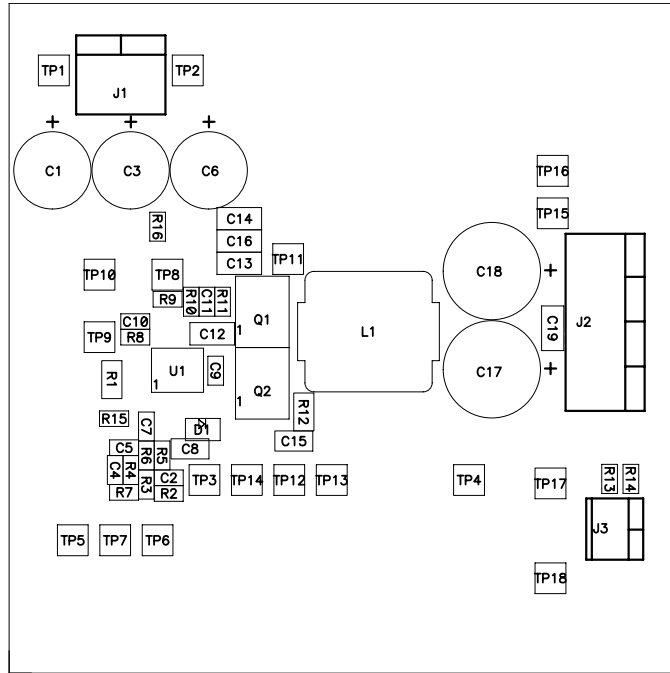 TP1
TP2
J1
+ + +
C1
C3
C6
TP16
C14
TP15
R16
C16
C13
TP11
TP10
TP8
C18
+
R9
R10
C11
R11
C10
Q1
J2
TP9
R8
C12
1
L1
C19
U1
C9
C17
+
R1
1
Q2
1
R12
R15
C7
D1
C15
C5
R6
R5
C8
C4
R4
C2
R3
TP3
TP14
TP12
TP13
TP4
TP17
R13
R14
R7
R2
J3
TP5
TP7
TP6
TP18